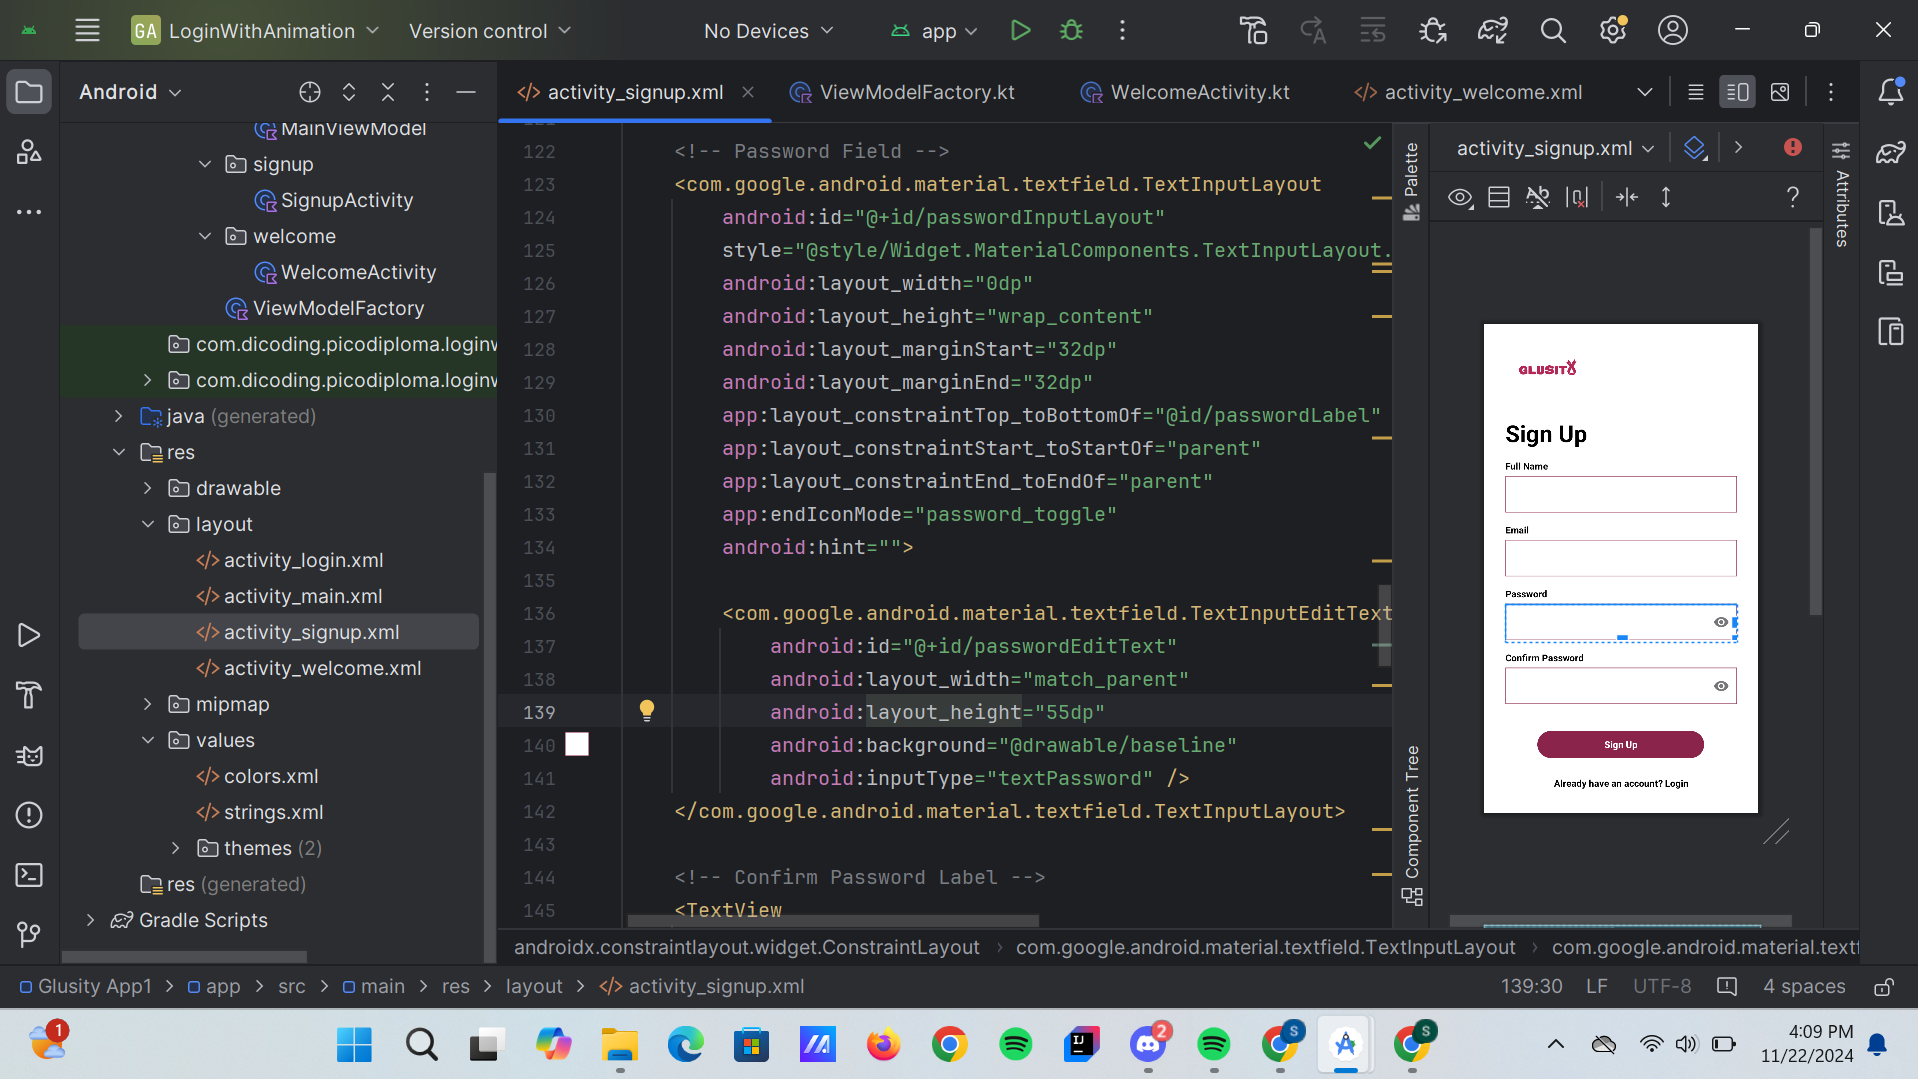 GA LoginWithAnimation
Version control
No Devices
app
Android
activity_signup.xml
ViewModelFactory.kt
WelcomeActivity.kt
activity_welcome.xml
MainViewModel
signup
SignupActivity
welcome
WelcomeActivity
ViewModelFactory
com.dicoding.picodiploma.loginw
com.dicoding.picodiploma.loginw
java (generated)
res
drawable
layout
activity_login.xml
activity_main.xml
activity_signup.xml
activity_welcome.xml
mipmap
values
colors.xml
strings.xml
themes (2)
res (generated)
Gradle Scripts
122 <!-- Password Field -->
123 <com.google.android.material.textfield.TextInputLayout
124 android:id="@+id/passwordInputLayout"
125 style="@style/Widget.MaterialComponents.TextInputLayout.
126 android:layout_width="0dp"
127 android:layout_height="wrap_content"
128 android:layout_marginStart="32dp"
129 android:layout_marginEnd="32dp"
130 app:layout_constraintTop_toBottomOf="@id/passwordLabel"
131 app:layout_constraintStart_toStartOf="parent"
132 app:layout_constraintEnd_toEndOf="parent"
133 app:endIconMode="password_toggle"
134 android:hint="">
135
136 <com.google.android.material.textfield.TextInputEditText
137 android:id="@+id/passwordEditText"
138 android:layout_width="match_parent"
139 android:layout_height="55dp"
140 android:background="@drawable/baseline"
141 android:inputType="textPassword" />
142 </com.google.android.material.textfield.TextInputLayout>
143
144 <!-- Confirm Password Label -->
145 <TextView
Palette
Component Tree
activity_signup.xml
Attributes
GLUSIT
Sign Up
Full Name
Email
Password
Confirm Password
Sign Up
Already have an account? Login
androidx.constraintlayout.widget.ConstraintLayout > com.google.android.material.textfield.TextInputLayout > com.google.android.material.textf
Glusity App1 > app > src > main > res > layout > activity_signup.xml
139:30 LF UTF-8 4 spaces
1
2
S
S
4:09 PM
11/22/2024